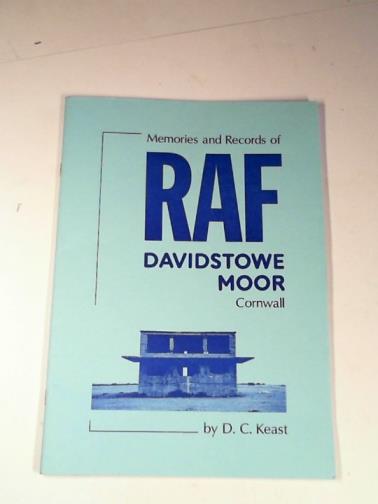 Memories and Records of
RAF
DAVIDSTOWE
MOOR
Cornwall
by D. C. Keast